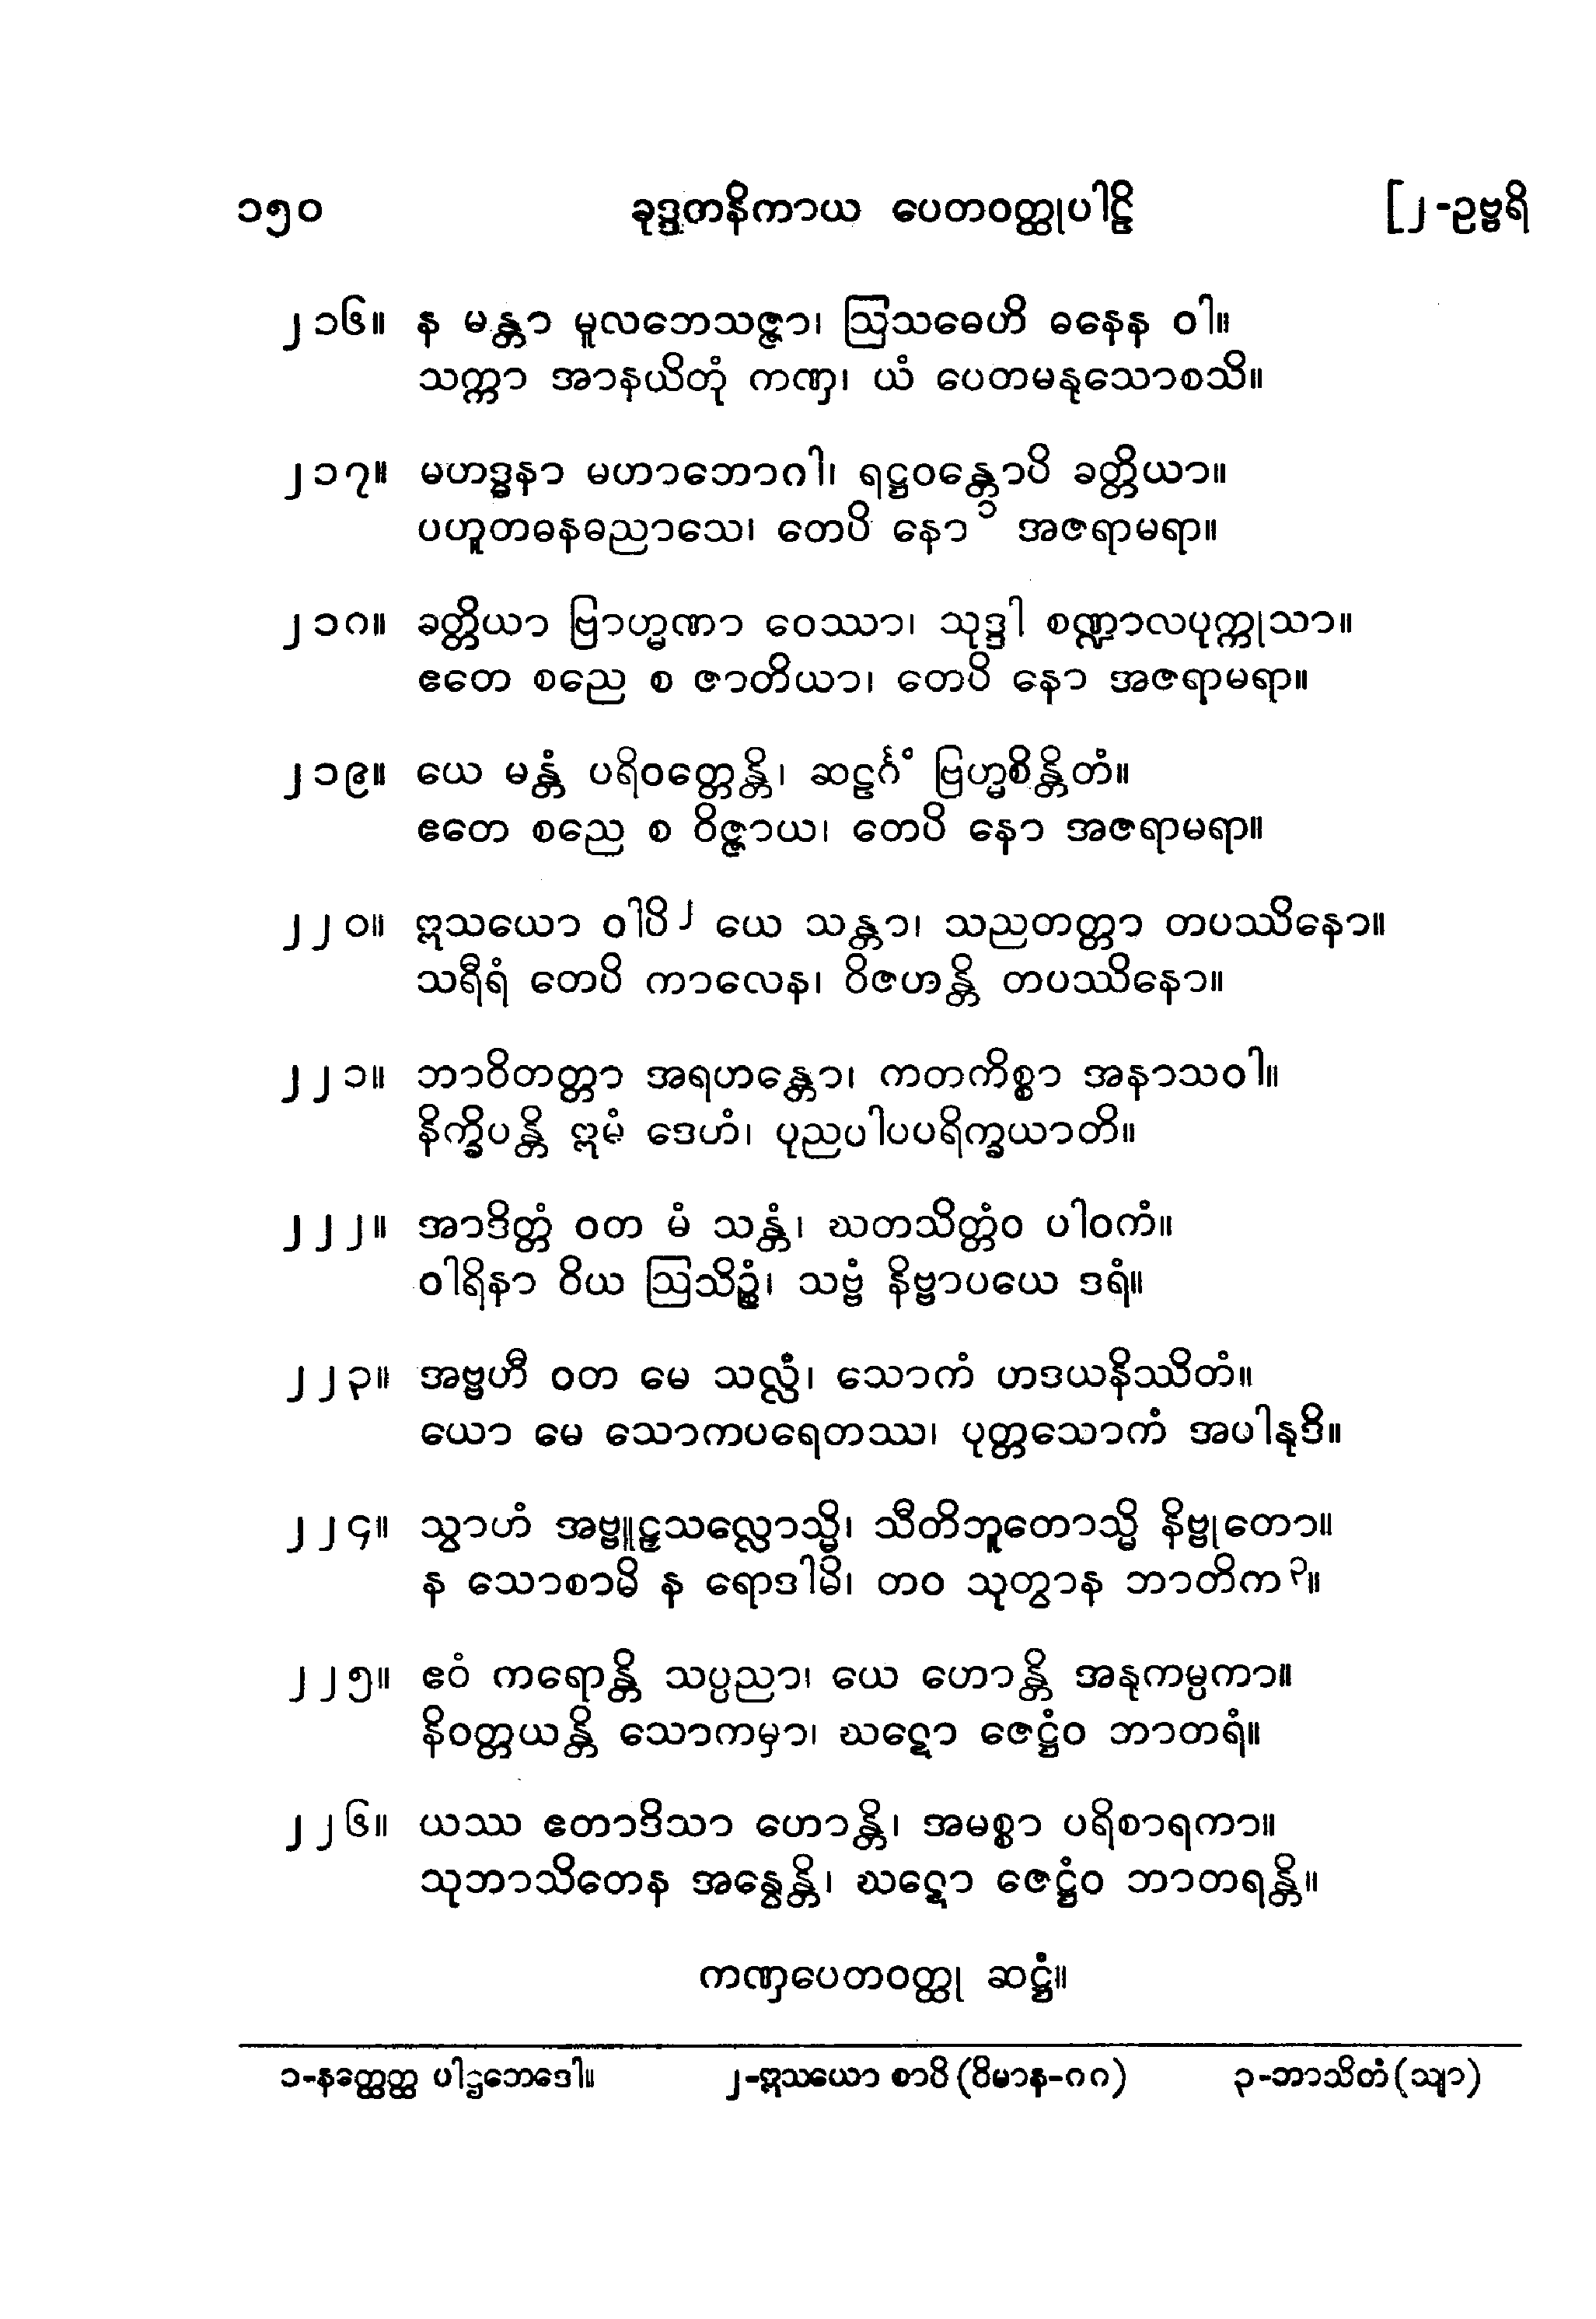 ၁၅၀ ခုဒ္ဒကနိကာယ ပေတဝတ္ထုပါဠိ [၂-ဥဗ္ဗရိ
၂၁၆။ န မန္တာ မူလဘေသဇ္ဇာ၊ ဩသဓေဟိ ဓနေန ဝါ။
သက္ကာ အာနယိတုံ ကဏှ၊ ယံ ပေတမနုသောစသိ။
၂၁၇။ မဟဒ္ဓနာ မဟာဘောဂါ၊ ရဋ္ဌဝန္တောပိ ခတ္တိယာ။
ပဟူတဓနဓညာသေ၊ တေပိ နော ၁ အဇရာမရာ။
၂၁၈။ ခတ္တိယာ ဗြာဟ္မဏာ ဝေဿာ၊ သုဒ္ဒါ စဏ္ဍာလပုက္ကုသာ။
ဧတေ စညေ စ ဇာတိယာ၊ တေပိ နော အဇရာမရာ။
၂၁၉။ ယေ မန္တံ ပရိဝတ္တေန္တိ၊ ဆဠင်္ဂံ ဗြဟ္မစိန္တိတံ။
ဧတေ စညေ စ ဝိဇ္ဇာယ၊ တေပိ နော အဇရာမရာ။
၂၂၀။ ဣသယော ဝါပိ ၂ ယေ သန္တာ၊ သညတတ္တာ တပဿိနော။
သရီရံ တေပိ ကာလေန၊ ဝိဇဟန္တိ တပဿိနော။
၂၂၁။ ဘာဝိတတ္တာ အရဟန္တော၊ ကတကိစ္စာ အနာသဝါ။
နိက္ခိပန္တိ ဣမံ ဒေဟံ၊ ပုညပါပပရိက္ခယာတိ။
၂၂၂။ အာဒိတ္တံ ဝတ မံ သန္တံ၊ ဃတသိတ္တံဝ ပါဝကံ။
ဝါရိနာ ဝိယ ဩသိဉ္စံ၊ သဗ္ဗံ နိဗ္ဗာပယေ ဒရံ။
၂၂၃။ အဗ္ဗဟီ ဝတ မေ သလ္လံ၊ သောကံ ဟဒယနိဿိတံ။
ယော မေ သောကပရေတဿ၊ ပုတ္တသောကံ အပါနုဒိ။
၂၂၄။ သွာဟံ အဗ္ဗူဠှသလ္လောသ္မိ၊ သီတိဘူတောသ္မိ နိဗ္ဗုတော။
န သောစာမိ န ရောဒါမိ၊ တဝ သုတွာန ဘာတိက ၃။
၂၂၅။ ဧဝံ ကရောန္တိ သပ္ပညာ၊ ယေ ဟောန္တိ အနုကမ္ပကာ။
နိဝတ္တယန္တိ သောကမှာ၊ ဃဋော ဇေဋ္ဌံဝ ဘာတရံ။
၂၂၆။ ယဿ ဧတာဒိသာ ဟောန္တိ၊ အမစ္စာ ပရိစာရကာ။
သုဘာသိတေန အနွေန္တိ၊ ဃဋော ဇေဋ္ဌံဝ ဘာတရန္တိ။
ကဏှပေတဝတ္ထု ဆဋ္ဌံ။
၁-နတ္ထေတ္ထ ပါဌဘေဒေါ။ ၂-ဣသယော စာပိ (ဝိမာန-၈၈) ၃-ဘာသိတံ (သျာ)